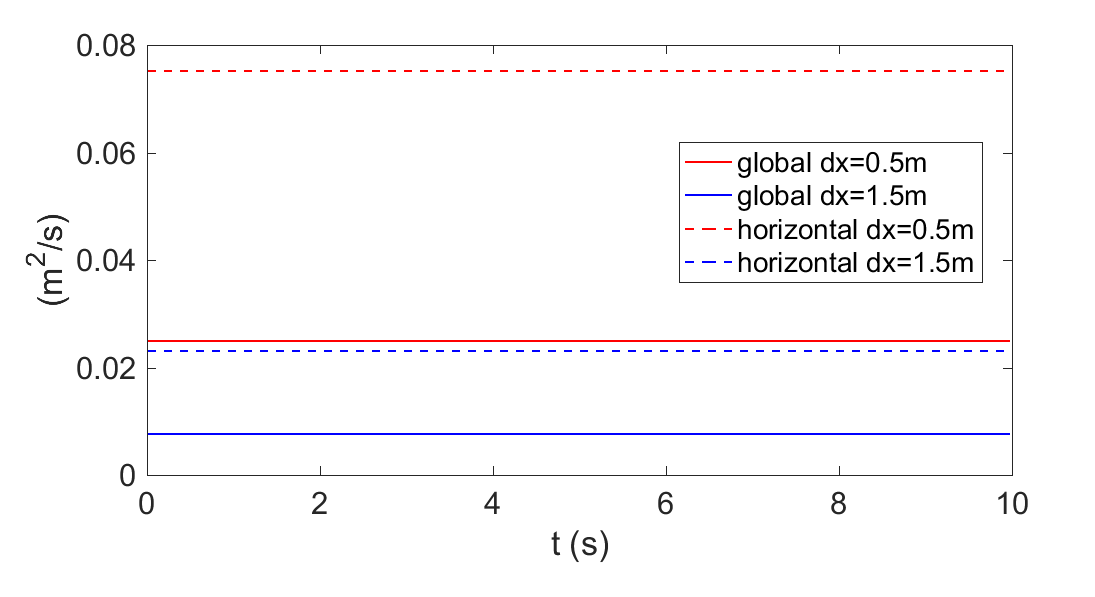 0.08
0.06
0.04
0.02
0
(m²/s)
global dx=0.5m
global dx=1.5m
horizontal dx=0.5m
horizontal dx=1.5m
0 2 4 6 8 10
t (s)